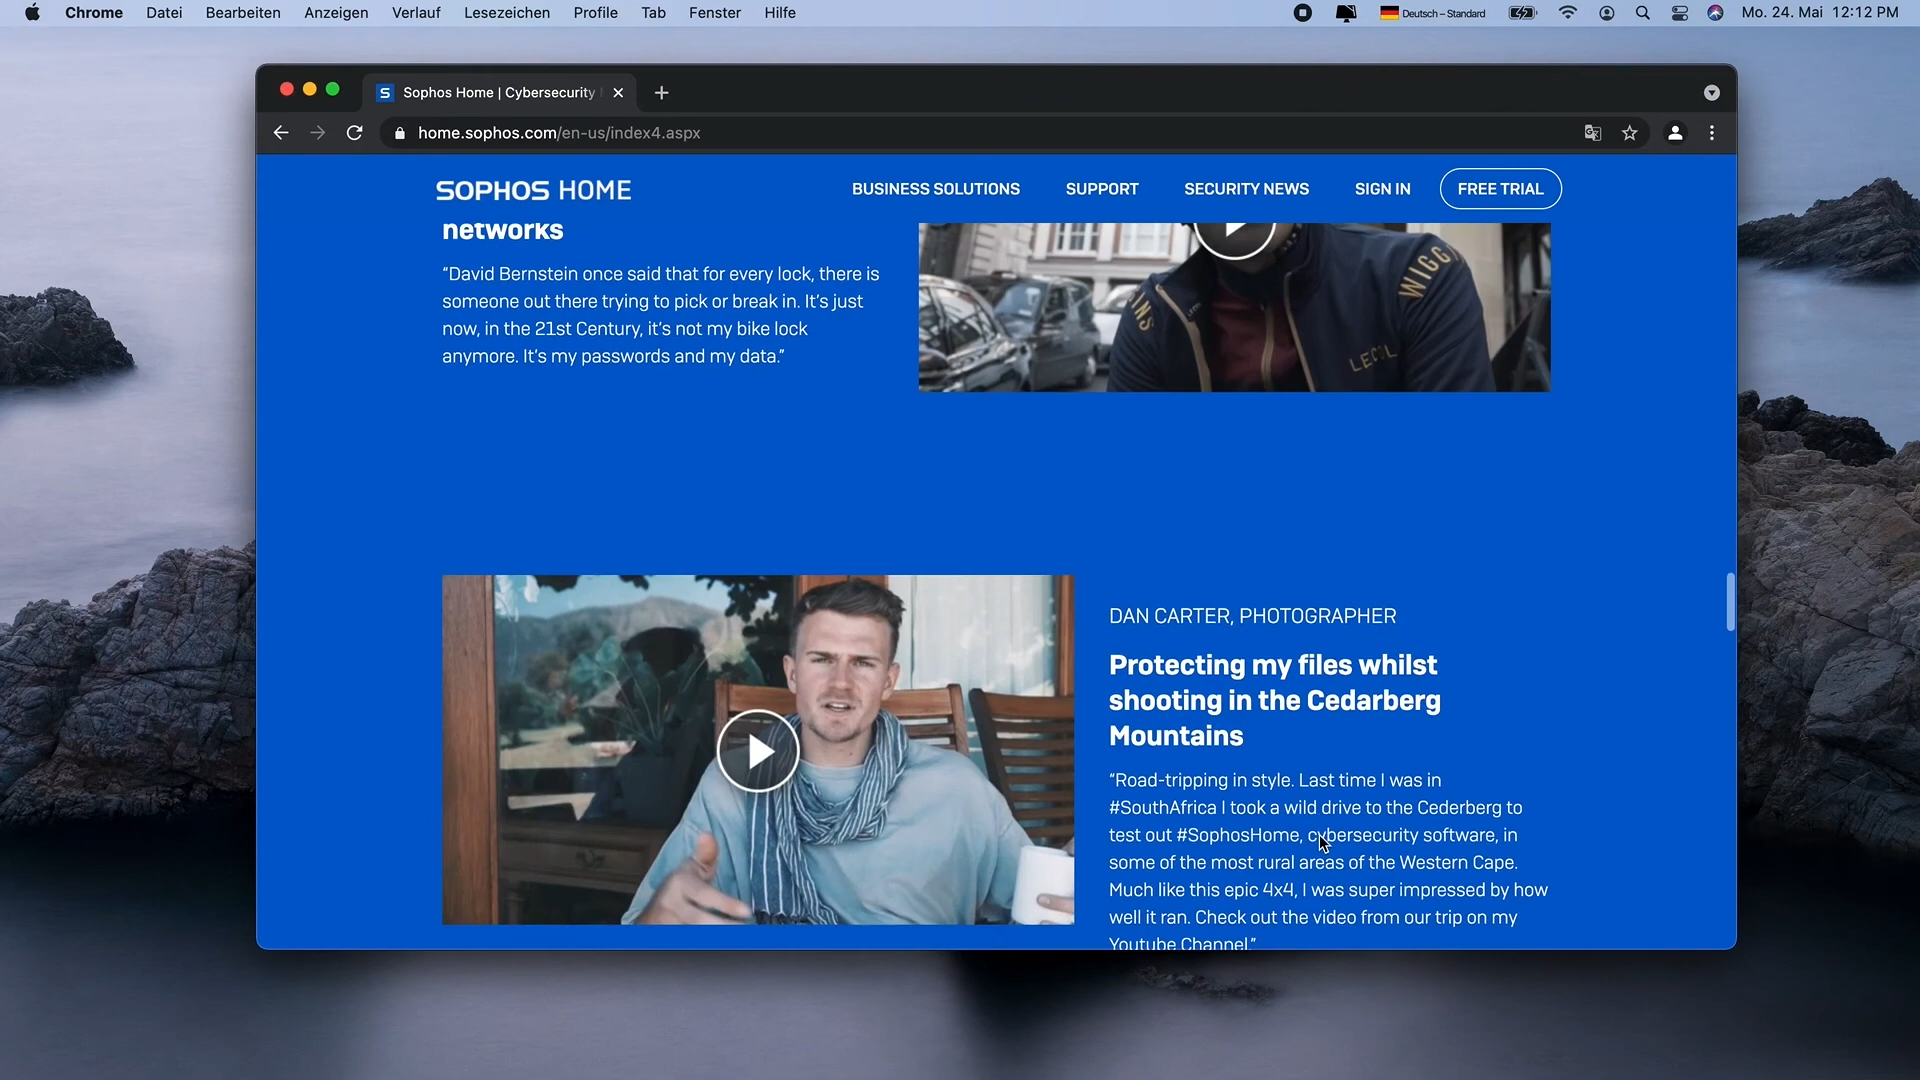 Chrome Datei Bearbeiten Anzeigen Verlauf Lesezeichen Profile Tab Fenster Hilfe Deutsch – Standard Mo. 24. Mai 12:12 PM
S Sophos Home | Cybersecurity
home.sophos.com/en-us/index4.aspx
SOPHOS HOME BUSINESS SOLUTIONS SUPPORT SECURITY NEWS SIGN IN FREE TRIAL
networks
“David Bernstein once said that for every lock, there is
someone out there trying to pick or break in. It’s just
now, in the 21st Century, it’s not my bike lock
anymore. It’s my passwords and my data.”
WIGGI
INS
LE COL
DAN CARTER, PHOTOGRAPHER
Protecting my files whilst
shooting in the Cedarberg
Mountains
“Road-tripping in style. Last time I was in
#SouthAfrica I took a wild drive to the Cederberg to
test out #SophosHome, cybersecurity software, in
some of the most rural areas of the Western Cape.
Much like this epic 4x4, I was super impressed by how
well it ran. Check out the video from our trip on my
Youtube Channel.”